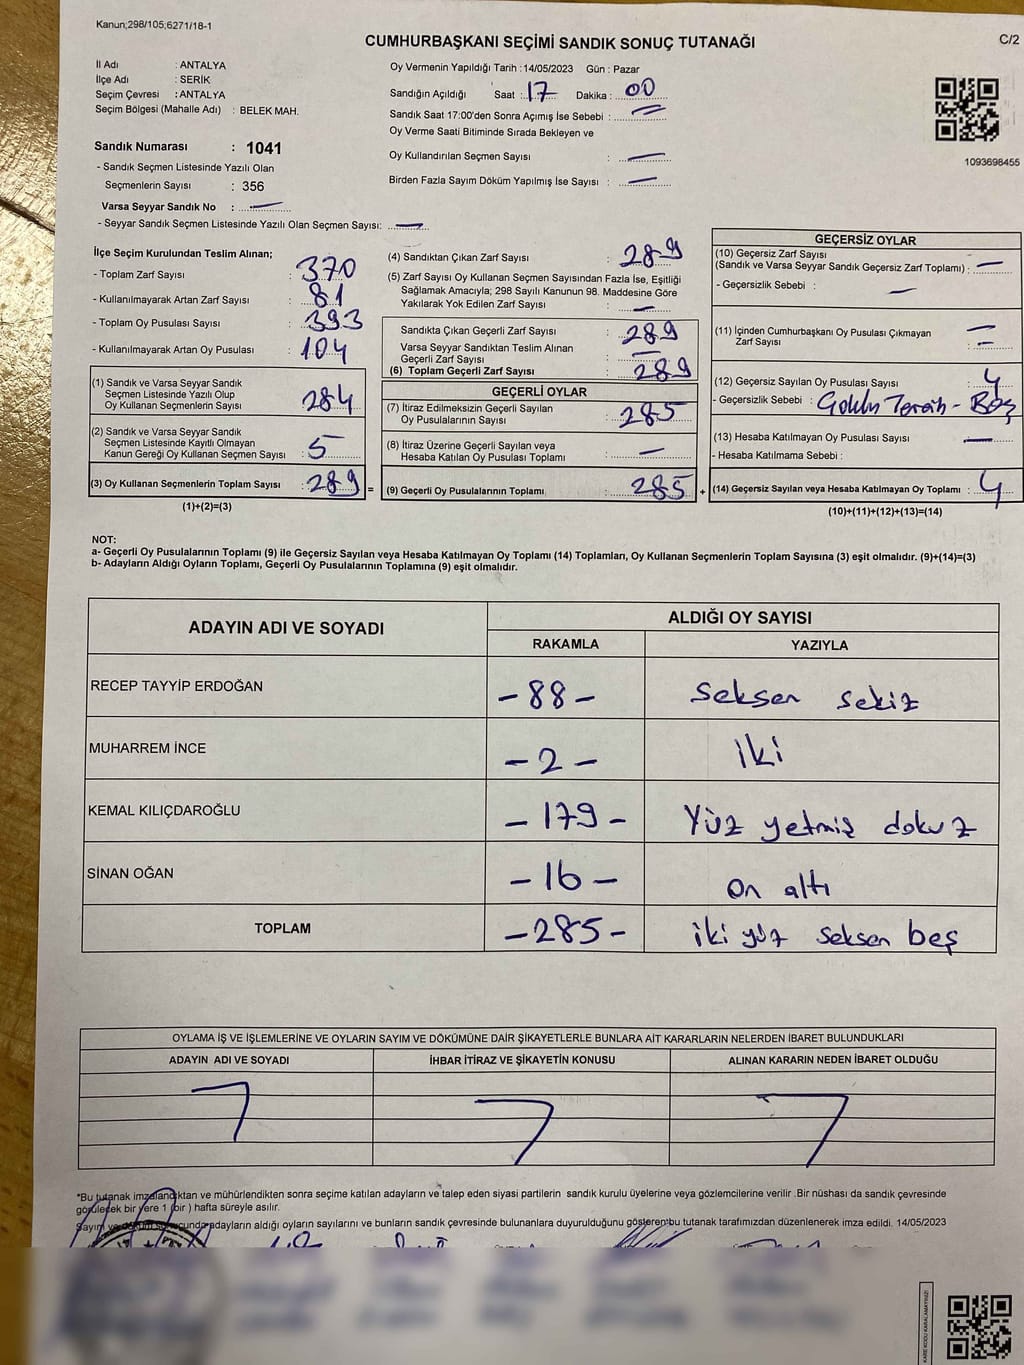 Kanun;298/105;6271/18-1
CUMHURBAŞKANI SEÇİMİ SANDIK SONUÇ TUTANAĞI
C/2
İl Adı : ANTALYA
İlçe Adı : SERİK
Seçim Çevresi : ANTALYA
Seçim Bölgesi (Mahalle Adı) : BELEK MAH.
Sandık Numarası : 1041
- Sandık Seçmen Listesinde Yazılı Olan
Seçmenlerin Sayısı : 356
Varsa Seyyar Sandık No : —
- Seyyar Sandık Seçmen Listesinde Yazılı Olan Seçmen Sayısı: —
Oy Vermenin Yapıldığı Tarih :14/05/2023 Gün : Pazar
Sandığın Açıldığı Saat : 17 Dakika : 00
Sandık Saat 17:00'den Sonra Açımış İse Sebebi : —
Oy Verme Saati Bitiminde Sırada Bekleyen ve
Oy Kullandırılan Seçmen Sayısı : —
Birden Fazla Sayım Döküm Yapılmış İse Sayısı : —
1093698455
İlçe Seçim Kurulundan Teslim Alınan;
- Toplam Zarf Sayısı : 370
- Kullanılmayarak Artan Zarf Sayısı : 81
- Toplam Oy Pusulası Sayısı : 393
- Kullanılmayarak Artan Oy Pusulası : 104
(1) Sandık ve Varsa Seyyar Sandık
Seçmen Listesinde Yazılı Olup
Oy Kullanan Seçmenlerin Sayısı : 284
(2) Sandık ve Varsa Seyyar Sandık
Seçmen Listesinde Kayıtlı Olmayan
Kanun Gereği Oy Kullanan Seçmen Sayısı : 5
(3) Oy Kullanan Seçmenlerin Toplam Sayısı : 289 =
(1)+(2)=(3)
(4) Sandıktan Çıkan Zarf Sayısı : 289
(5) Zarf Sayısı Oy Kullanan Seçmen Sayısından Fazla İse, Eşitliği
Sağlamak Amacıyla; 298 Sayılı Kanunun 98. Maddesine Göre
Yakılarak Yok Edilen Zarf Sayısı : —
Sandıkta Çıkan Geçerli Zarf Sayısı : 289
Varsa Seyyar Sandıktan Teslim Alınan
Geçerli Zarf Sayısı : —
(6) Toplam Geçerli Zarf Sayısı : 289
GEÇERLİ OYLAR
(7) İtiraz Edilmeksizin Geçerli Sayılan
Oy Pusulalarının Sayısı : 285
(8) İtiraz Üzerine Geçerli Sayılan veya
Hesaba Katılan Oy Pusulası Toplamı : —
(9) Geçerli Oy Pusulalarının Toplamı : 285 +
GEÇERSİZ OYLAR
(10) Geçersiz Zarf Sayısı
(Sandık ve Varsa Seyyar Sandık Geçersiz Zarf Toplamı) : —
- Geçersizlik Sebebi : —
(11) İçinden Cumhurbaşkanı Oy Pusulası Çıkmayan
Zarf Sayısı : —
(12) Geçersiz Sayılan Oy Pusulası Sayısı : 4
- Geçersizlik Sebebi : Tercih - Boş
(13) Hesaba Katılmayan Oy Pusulası Sayısı : —
- Hesaba Katılmama Sebebi :
(14) Geçersiz Sayılan veya Hesaba Katılmayan Oy Toplamı : 4
(10)+(11)+(12)+(13)=(14)
NOT:
a- Geçerli Oy Pusulalarının Toplamı (9) ile Geçersiz Sayılan veya Hesaba Katılmayan Oy Toplamı (14) Toplamları, Oy Kullanan Seçmenlerin Toplam Sayısına (3) eşit olmalıdır. (9)+(14)=(3)
b- Adayların Aldığı Oyların Toplamı, Geçerli Oy Pusulalarının Toplamına (9) eşit olmalıdır.
ADAYIN ADI VE SOYADI
ALDIĞI OY SAYISI
RAKAMLA YAZIYLA
RECEP TAYYİP ERDOĞAN -88- Seksen sekiz
MUHARREM İNCE -2- iki
KEMAL KILIÇDAROĞLU -179- Yüz yetmiş dokuz
SİNAN OĞAN -16- On altı
TOPLAM -285- iki yüz seksen beş
OYLAMA İŞ VE İŞLEMLERİNE VE OYLARIN SAYIM VE DÖKÜMÜNE DAİR ŞİKAYETLERLE BUNLARA AİT KARARLARIN NELERDEN İBARET BULUNDUKLARI
ADAYIN ADI VE SOYADI İHBAR İTİRAZ VE ŞİKAYETİN KONUSU ALINAN KARARIN NEDEN İBARET OLDUĞU
*Bu tutanak imzalandıktan ve mühürlendikten sonra seçime katılan adayların ve talep eden siyasi partilerin sandık kurulu üyelerine veya gözlemcilerine verilir .Bir nüshası da sandık çevresinde
görülecek bir yere 1 (bir ) hafta süreyle asılır.
Sayım ve döküm sonucunda adayların aldığı oyların sayılarını ve bunların sandık çevresinde bulunanlara duyurulduğunu gösteren bu tutanak tarafımızdan düzenlenerek imza edildi. 14/05/2023
KARE KODU KARALAMAYINIZ!